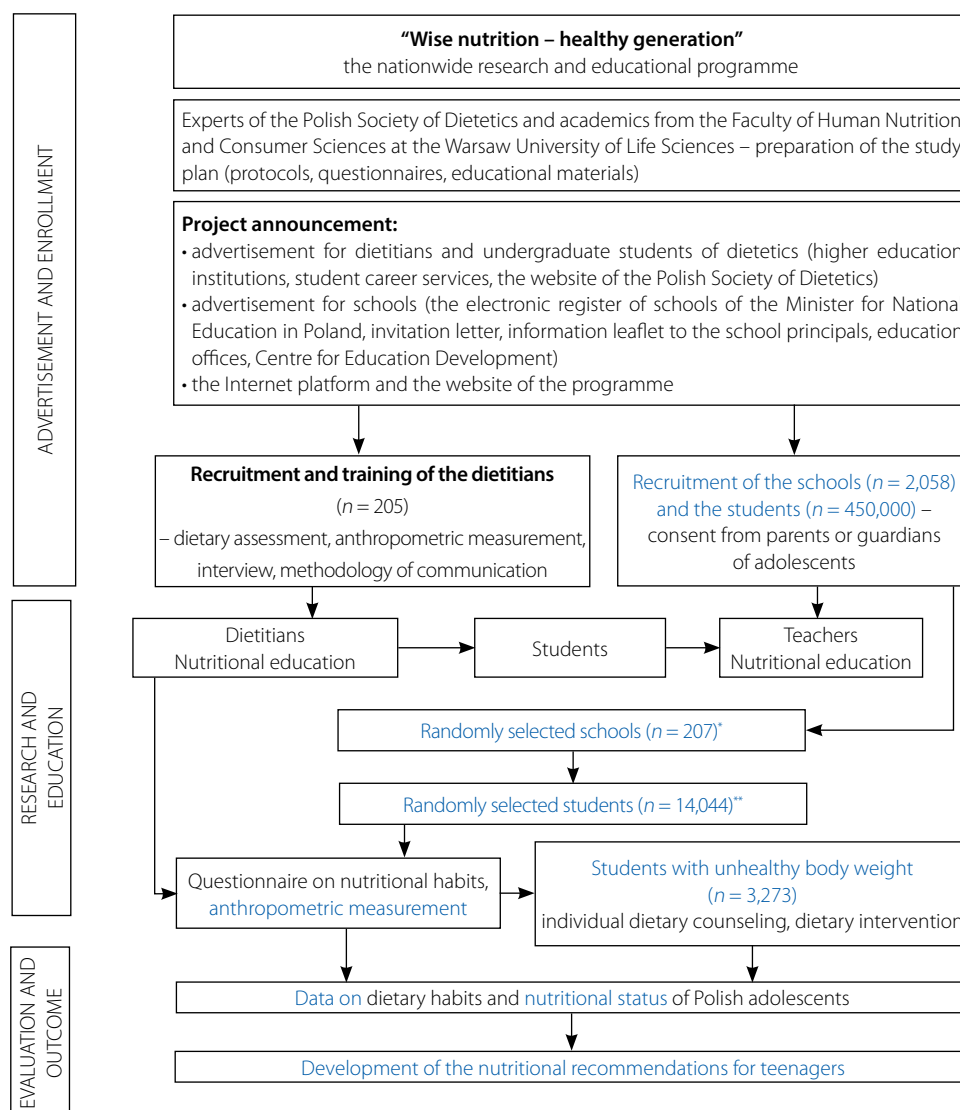 ADVERTISEMENT AND ENROLLMENT
“Wise nutrition – healthy generation”
the nationwide research and educational programme
Experts of the Polish Society of Dietetics and academics from the Faculty of Human Nutrition
and Consumer Sciences at the Warsaw University of Life Sciences – preparation of the study
plan (protocols, questionnaires, educational materials)
Project announcement:
• advertisement for dietitians and undergraduate students of dietetics (higher education
institutions, student career services, the website of the Polish Society of Dietetics)
• advertisement for schools (the electronic register of schools of the Minister for National
Education in Poland, invitation letter, information leaflet to the school principals, education
offices, Centre for Education Development)
• the Internet platform and the website of the programme
Recruitment and training of the dietitians
(n = 205)
– dietary assessment, anthropometric measurement,
interview, methodology of communication
Recruitment of the schools (n = 2,058)
and the students (n = 450,000) –
consent from parents or guardians
of adolescents
RESEARCH AND
EDUCATION
Dietitians
Nutritional education
Students
Teachers
Nutritional education
Randomly selected schools (n = 207)*
Randomly selected students (n = 14,044)**
Questionnaire on nutritional habits,
anthropometric measurement
Students with unhealthy body weight
(n = 3,273)
individual dietary counseling, dietary intervention
EVALUATION AND
OUTCOME
Data on dietary habits and nutritional status of Polish adolescents
Development of the nutritional recommendations for teenagers